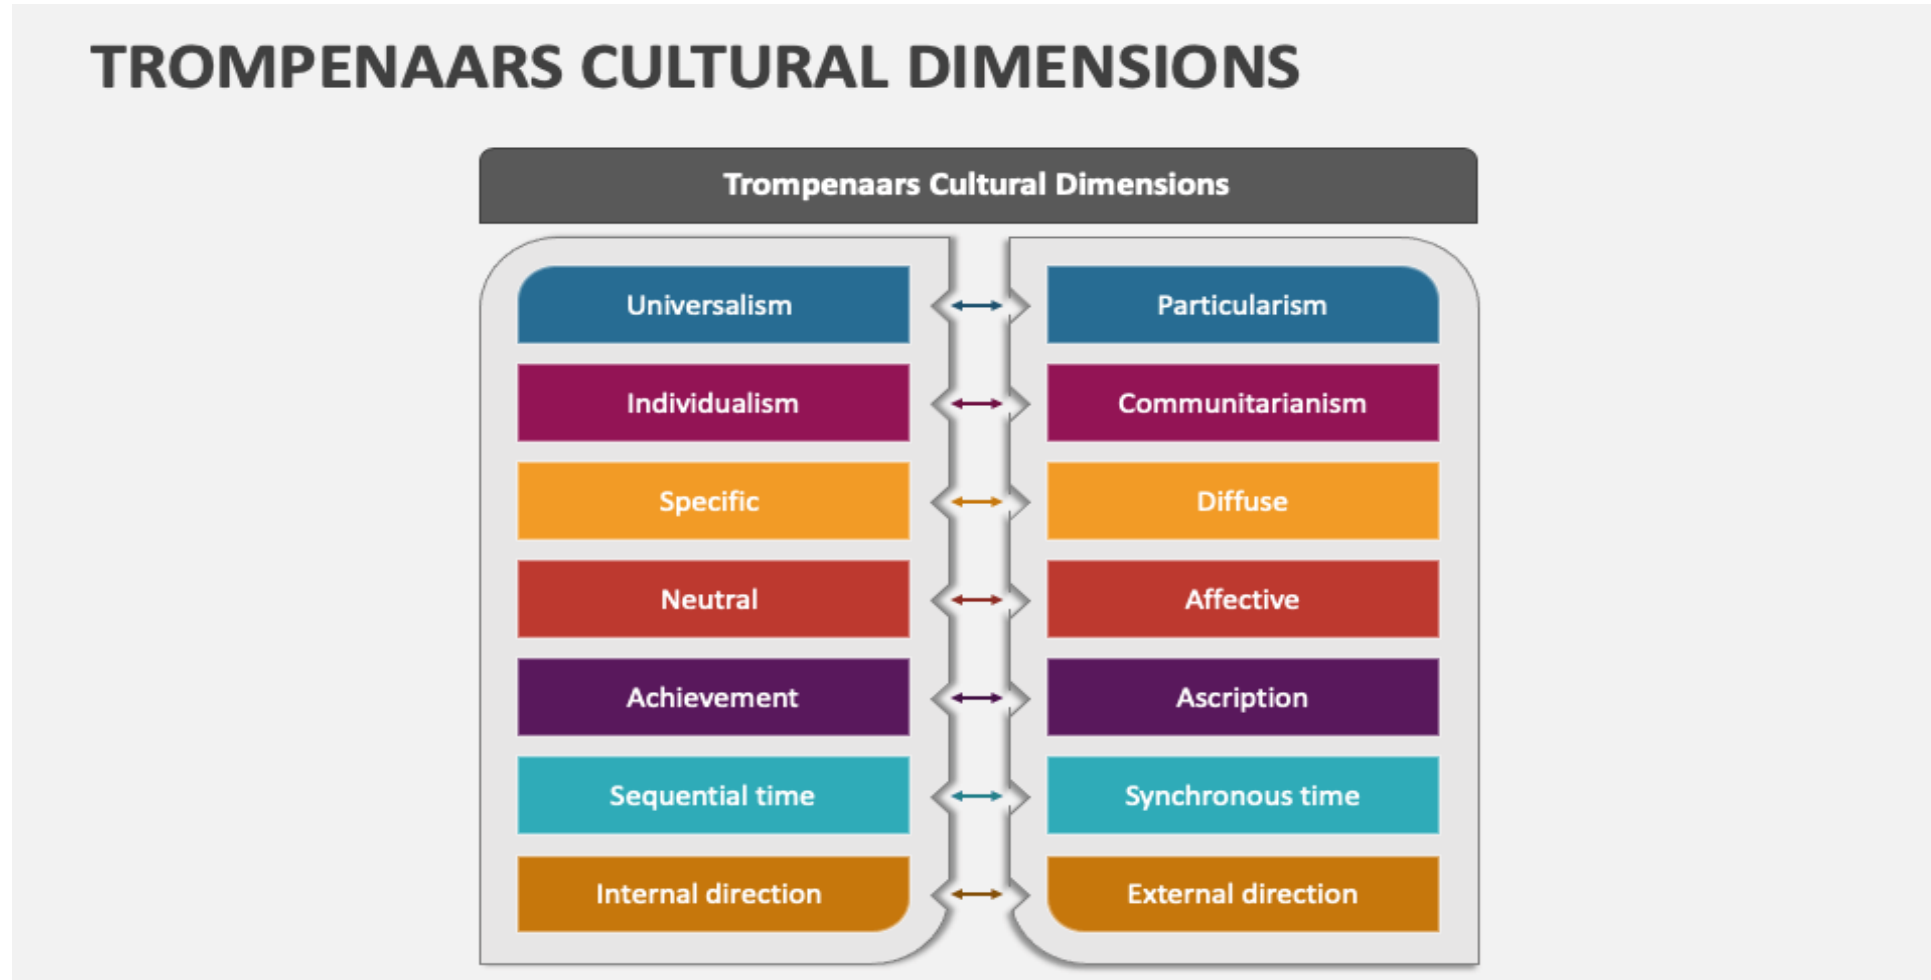 TROMPENAARS CULTURAL DIMENSIONS
Trompenaars Cultural Dimensions
Universalism
Particularism
Individualism
Communitarianism
Specific
Diffuse
Neutral
Affective
Achievement
Ascription
Sequential time
Synchronous time
Internal direction
External direction